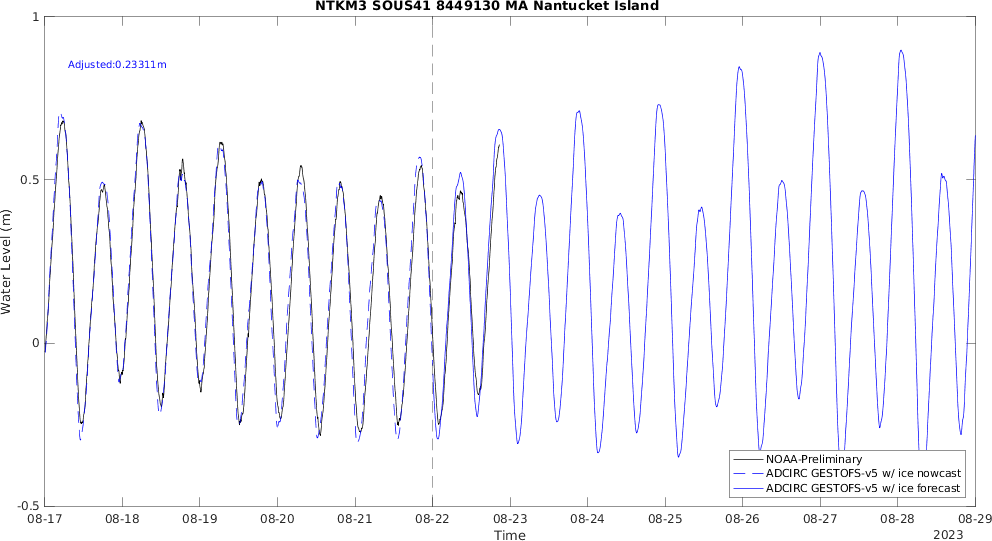 NTKM3 SOUS41 8449130 MA Nantucket Island
1
Adjusted:0.23311m
0.5
Water Level (m)
0
NOAA-Preliminary
ADCIRC GESTOFS-v5 w/ ice nowcast
ADCIRC GESTOFS-v5 w/ ice forecast
-0.5
08-17 08-18 08-19 08-20 08-21 08-22 08-23 08-24 08-25 08-26 08-27 08-28 08-29
Time
2023